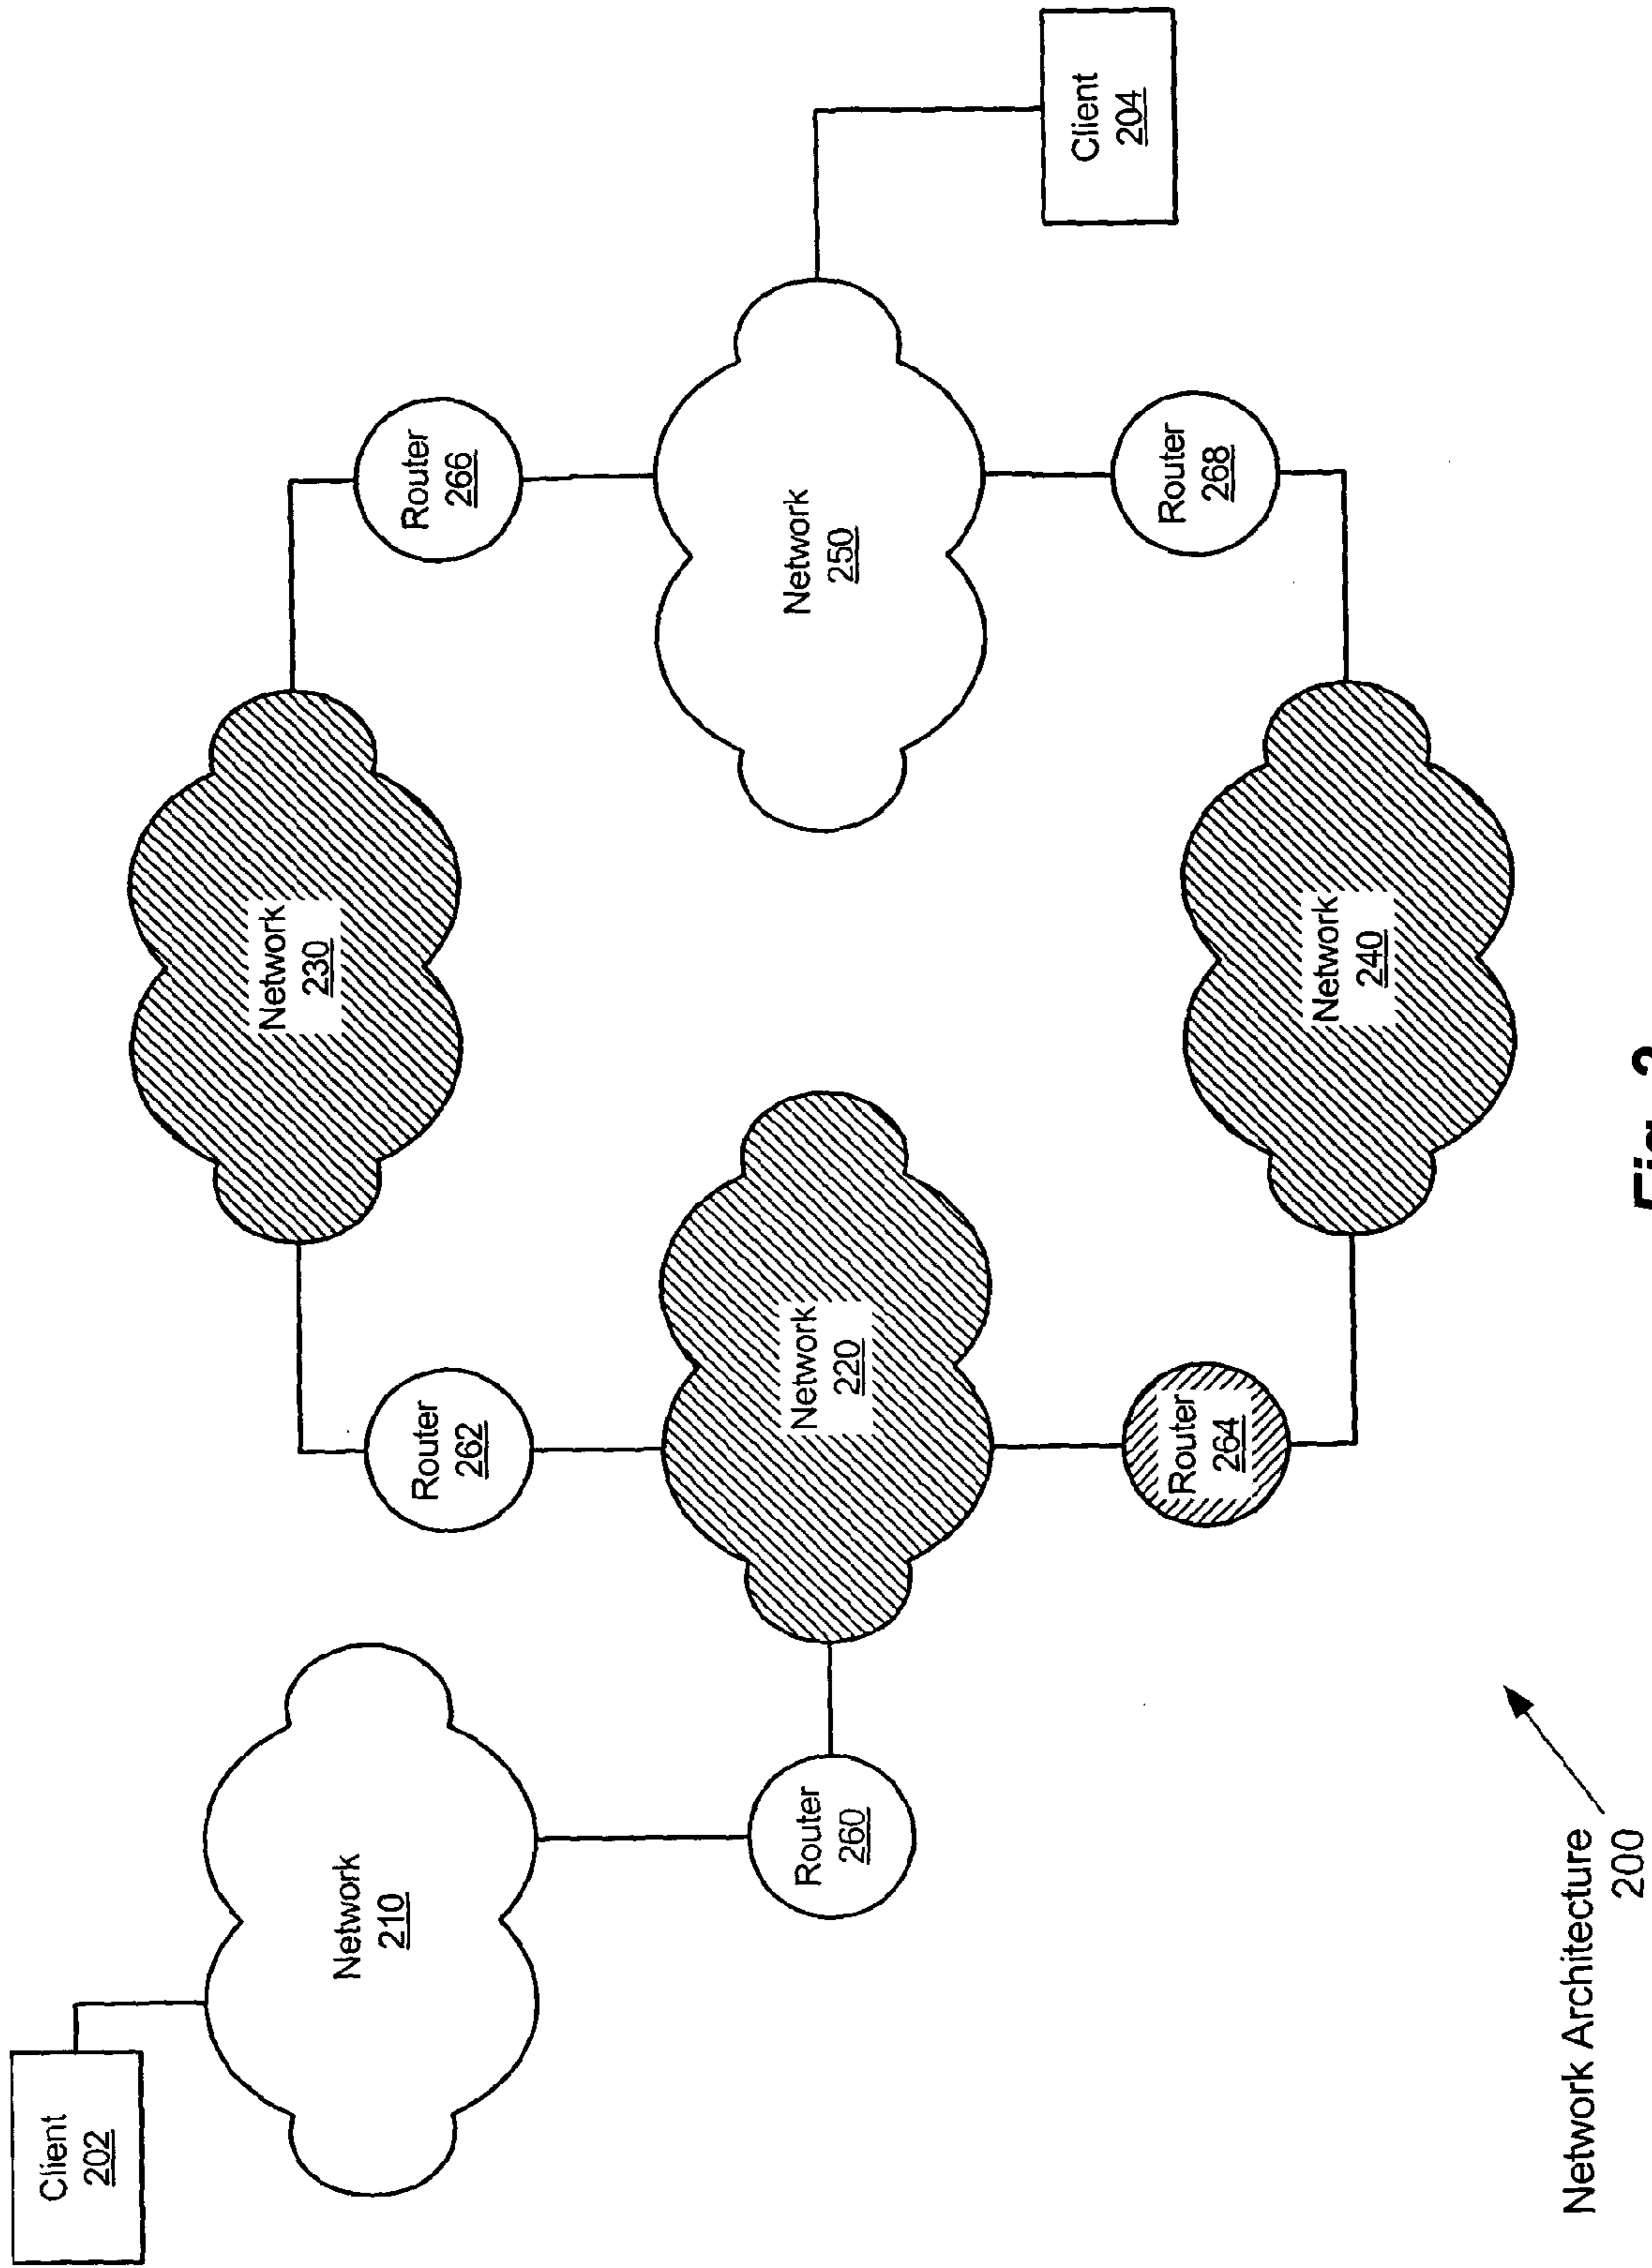 Client
202
Network
210
Router
260
Router
262
Network
220
Router
264
Network
230
Network
240
Router
266
Network
250
Router
268
Client
204
Network Architecture
200